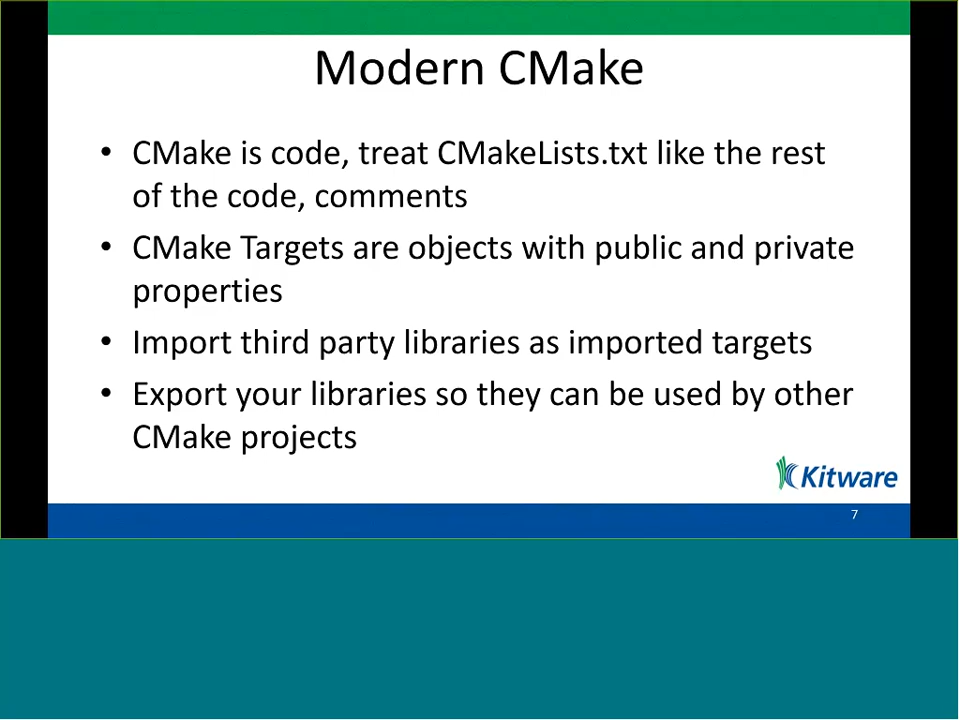 Modern CMake
• CMake is code, treat CMakeLists.txt like the rest
of the code, comments
• CMake Targets are objects with public and private
properties
• Import third party libraries as imported targets
• Export your libraries so they can be used by other
CMake projects
Kitware
7